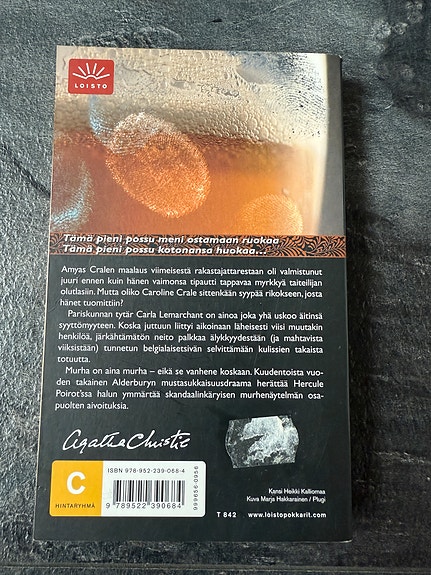 LOISTO
Tämä pieni possu meni ostamaan ruokaa
Tämä pieni possu kotonansa huokaa...
Amyas Cralen maalaus viimeisestä rakastajattarestaan oli valmistunut
juuri ennen kuin hänen vaimonsa tipautti tappavaa myrkkyä taiteilijan
olutlasiin. Mutta oliko Caroline Crale sittenkään syypää rikokseen, josta
hänet tuomittiin?
Pariskunnan tytär Carla Lemarchant on ainoa joka yhä uskoo äitinsä
syyttömyyteen. Koska juttuun liittyi aikoinaan läheisesti viisi muutakin
henkilöä, järkähtämätön neito palkkaa älykkyydestään (ja mahtavista
viiksistään) tunnetun belgialaisetsivän selvittämään kulissien takaista
totuutta.
Murha on aina murha – eikä se vanhene koskaan. Kuudentoista vuo-
den takainen Alderburyn mustasukkaisuusdraama herättää Hercule
Poirot'ssa halun ymmärtää skandaalinkäryisen murhenäytelmän osa-
puolten aivoituksia.
Agatha Christie
C
HINTARYHMÄ
ISBN 978-952-239-068-4
9 789522 390684
999656-0956
Kansi Heikki Kalliomaa
Kuva Marja Hakkarainen / Plugi
T 842
www.loistopokkarit.com